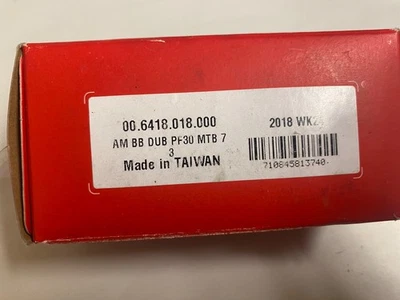 00.6418.018.000
2018 WK2
AM BB DUB PF30 MTB 7
3
Made in TAIWAN
710845813740